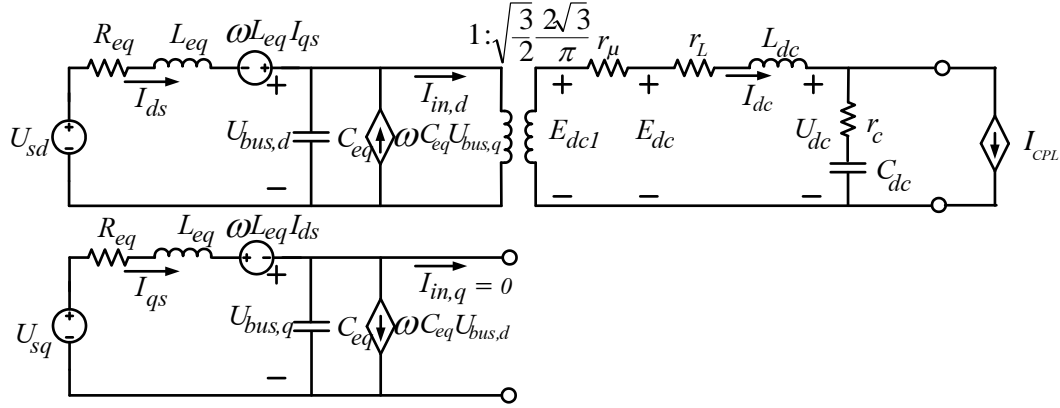 R_eq L_eq ωL_eq I_qs
1:√(3/2) 2√3/π
r_μ r_L L_dc
I_ds
I_in,d
I_dc
U_sd
+ −
− +
+ + + +
U_bus,d C_eq ωC_eq U_bus,q
E_dc1 E_dc U_dc r_c I_CPL
C_dc
− − − −
R_eq L_eq ωL_eq I_ds
+ −
I_qs
I_in,q = 0
+
U_sq
+ −
U_bus,q C_eq ωC_eq U_bus,d
−